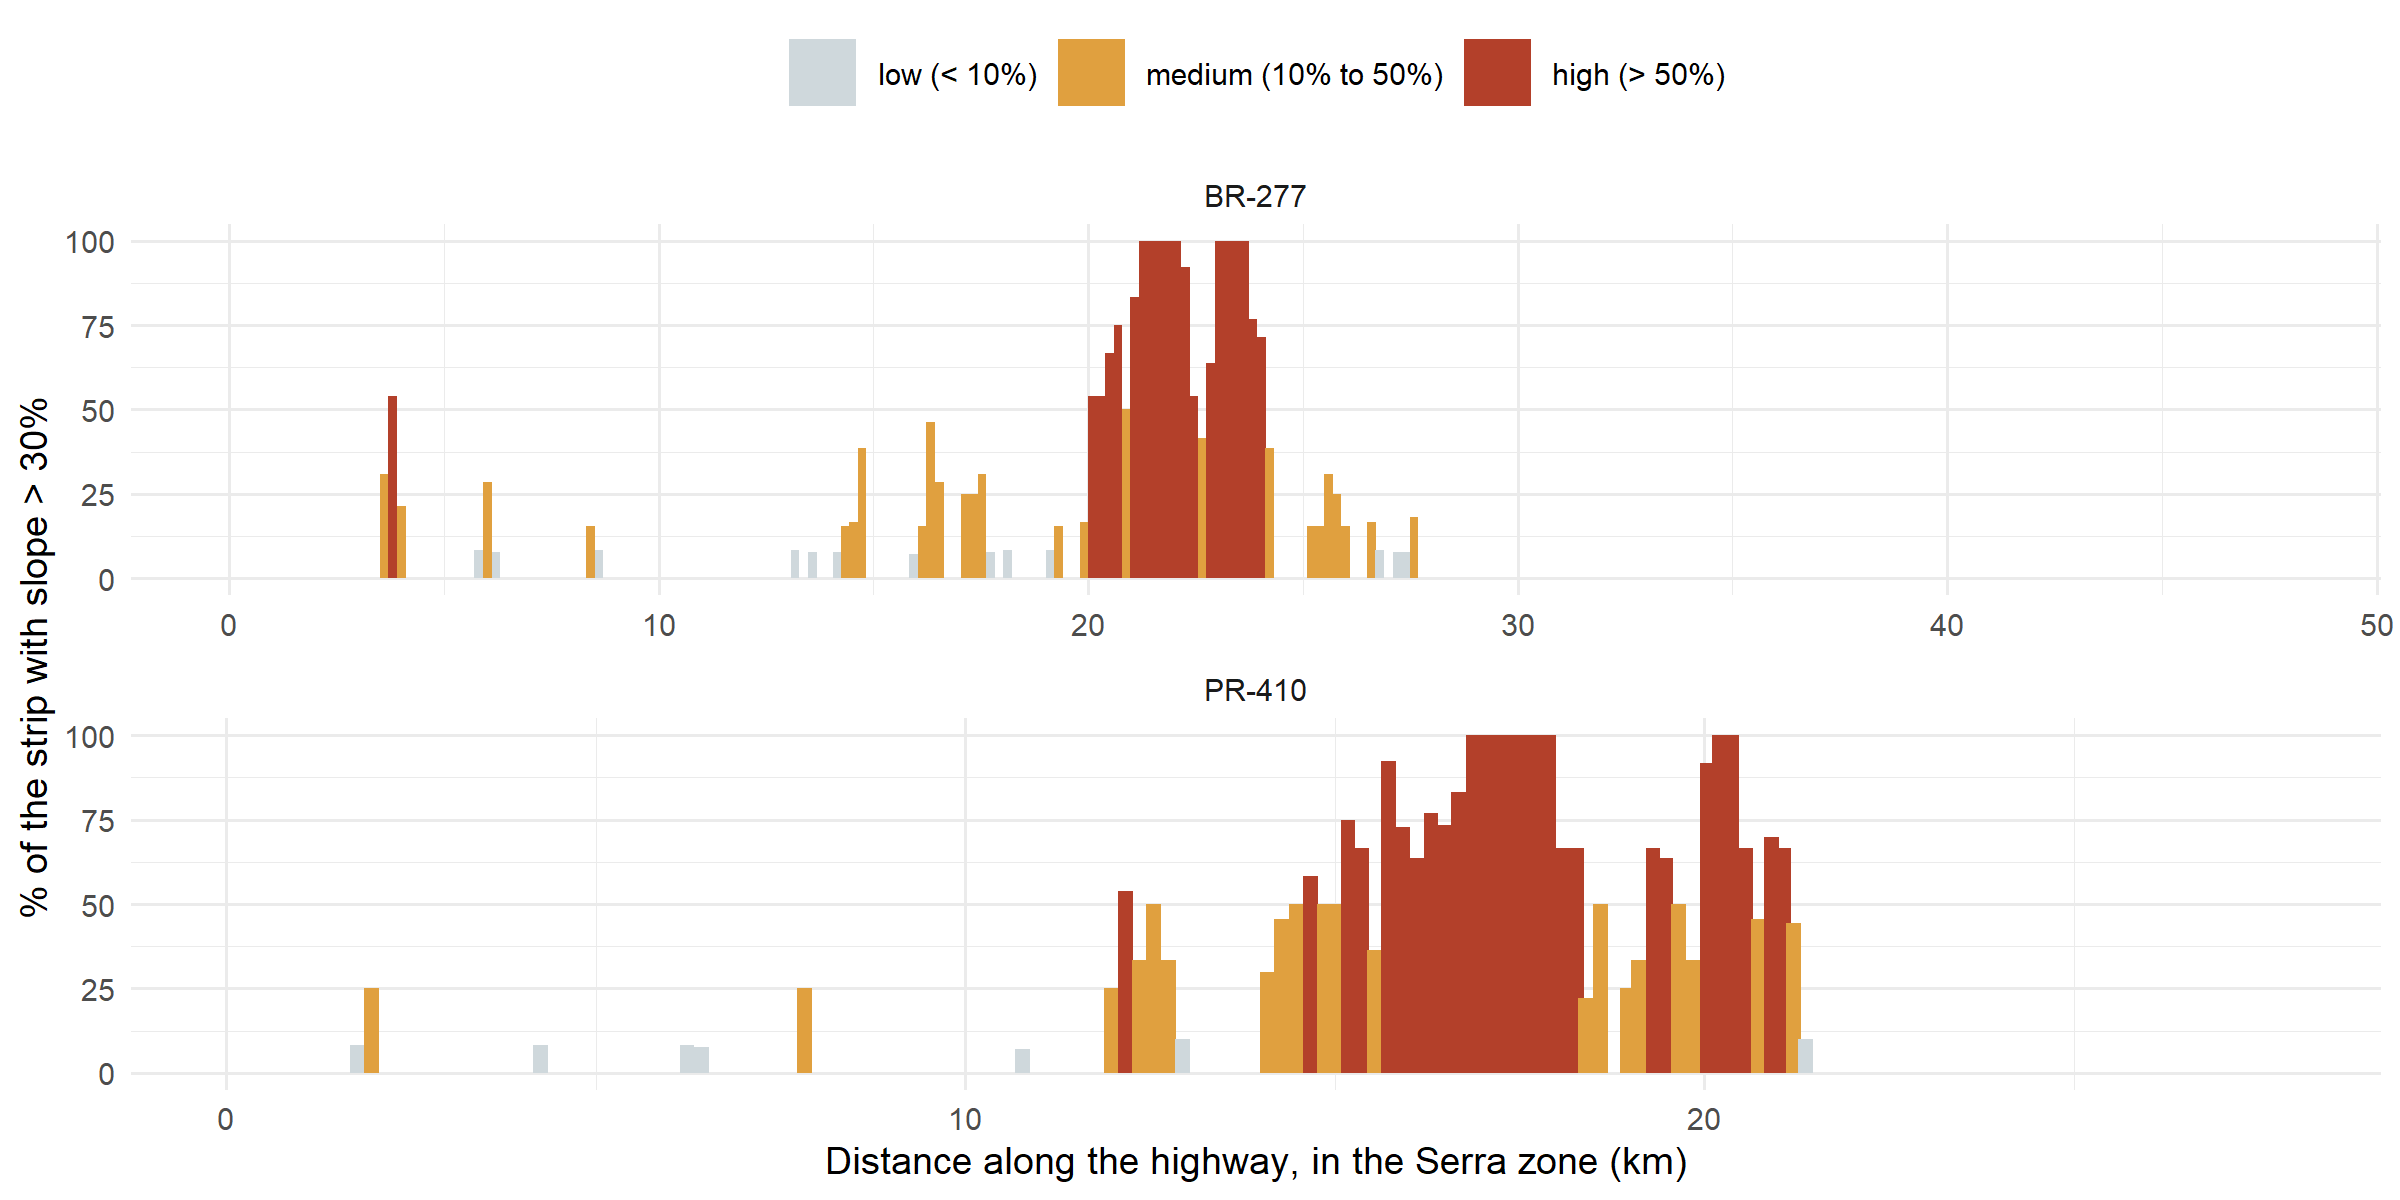 low (< 10%) medium (10% to 50%) high (> 50%)
BR-277
100
75
50
25
0
0 10 20 30 40 50
PR-410
100
75
50
25
0
0 10 20
% of the strip with slope > 30%
Distance along the highway, in the Serra zone (km)